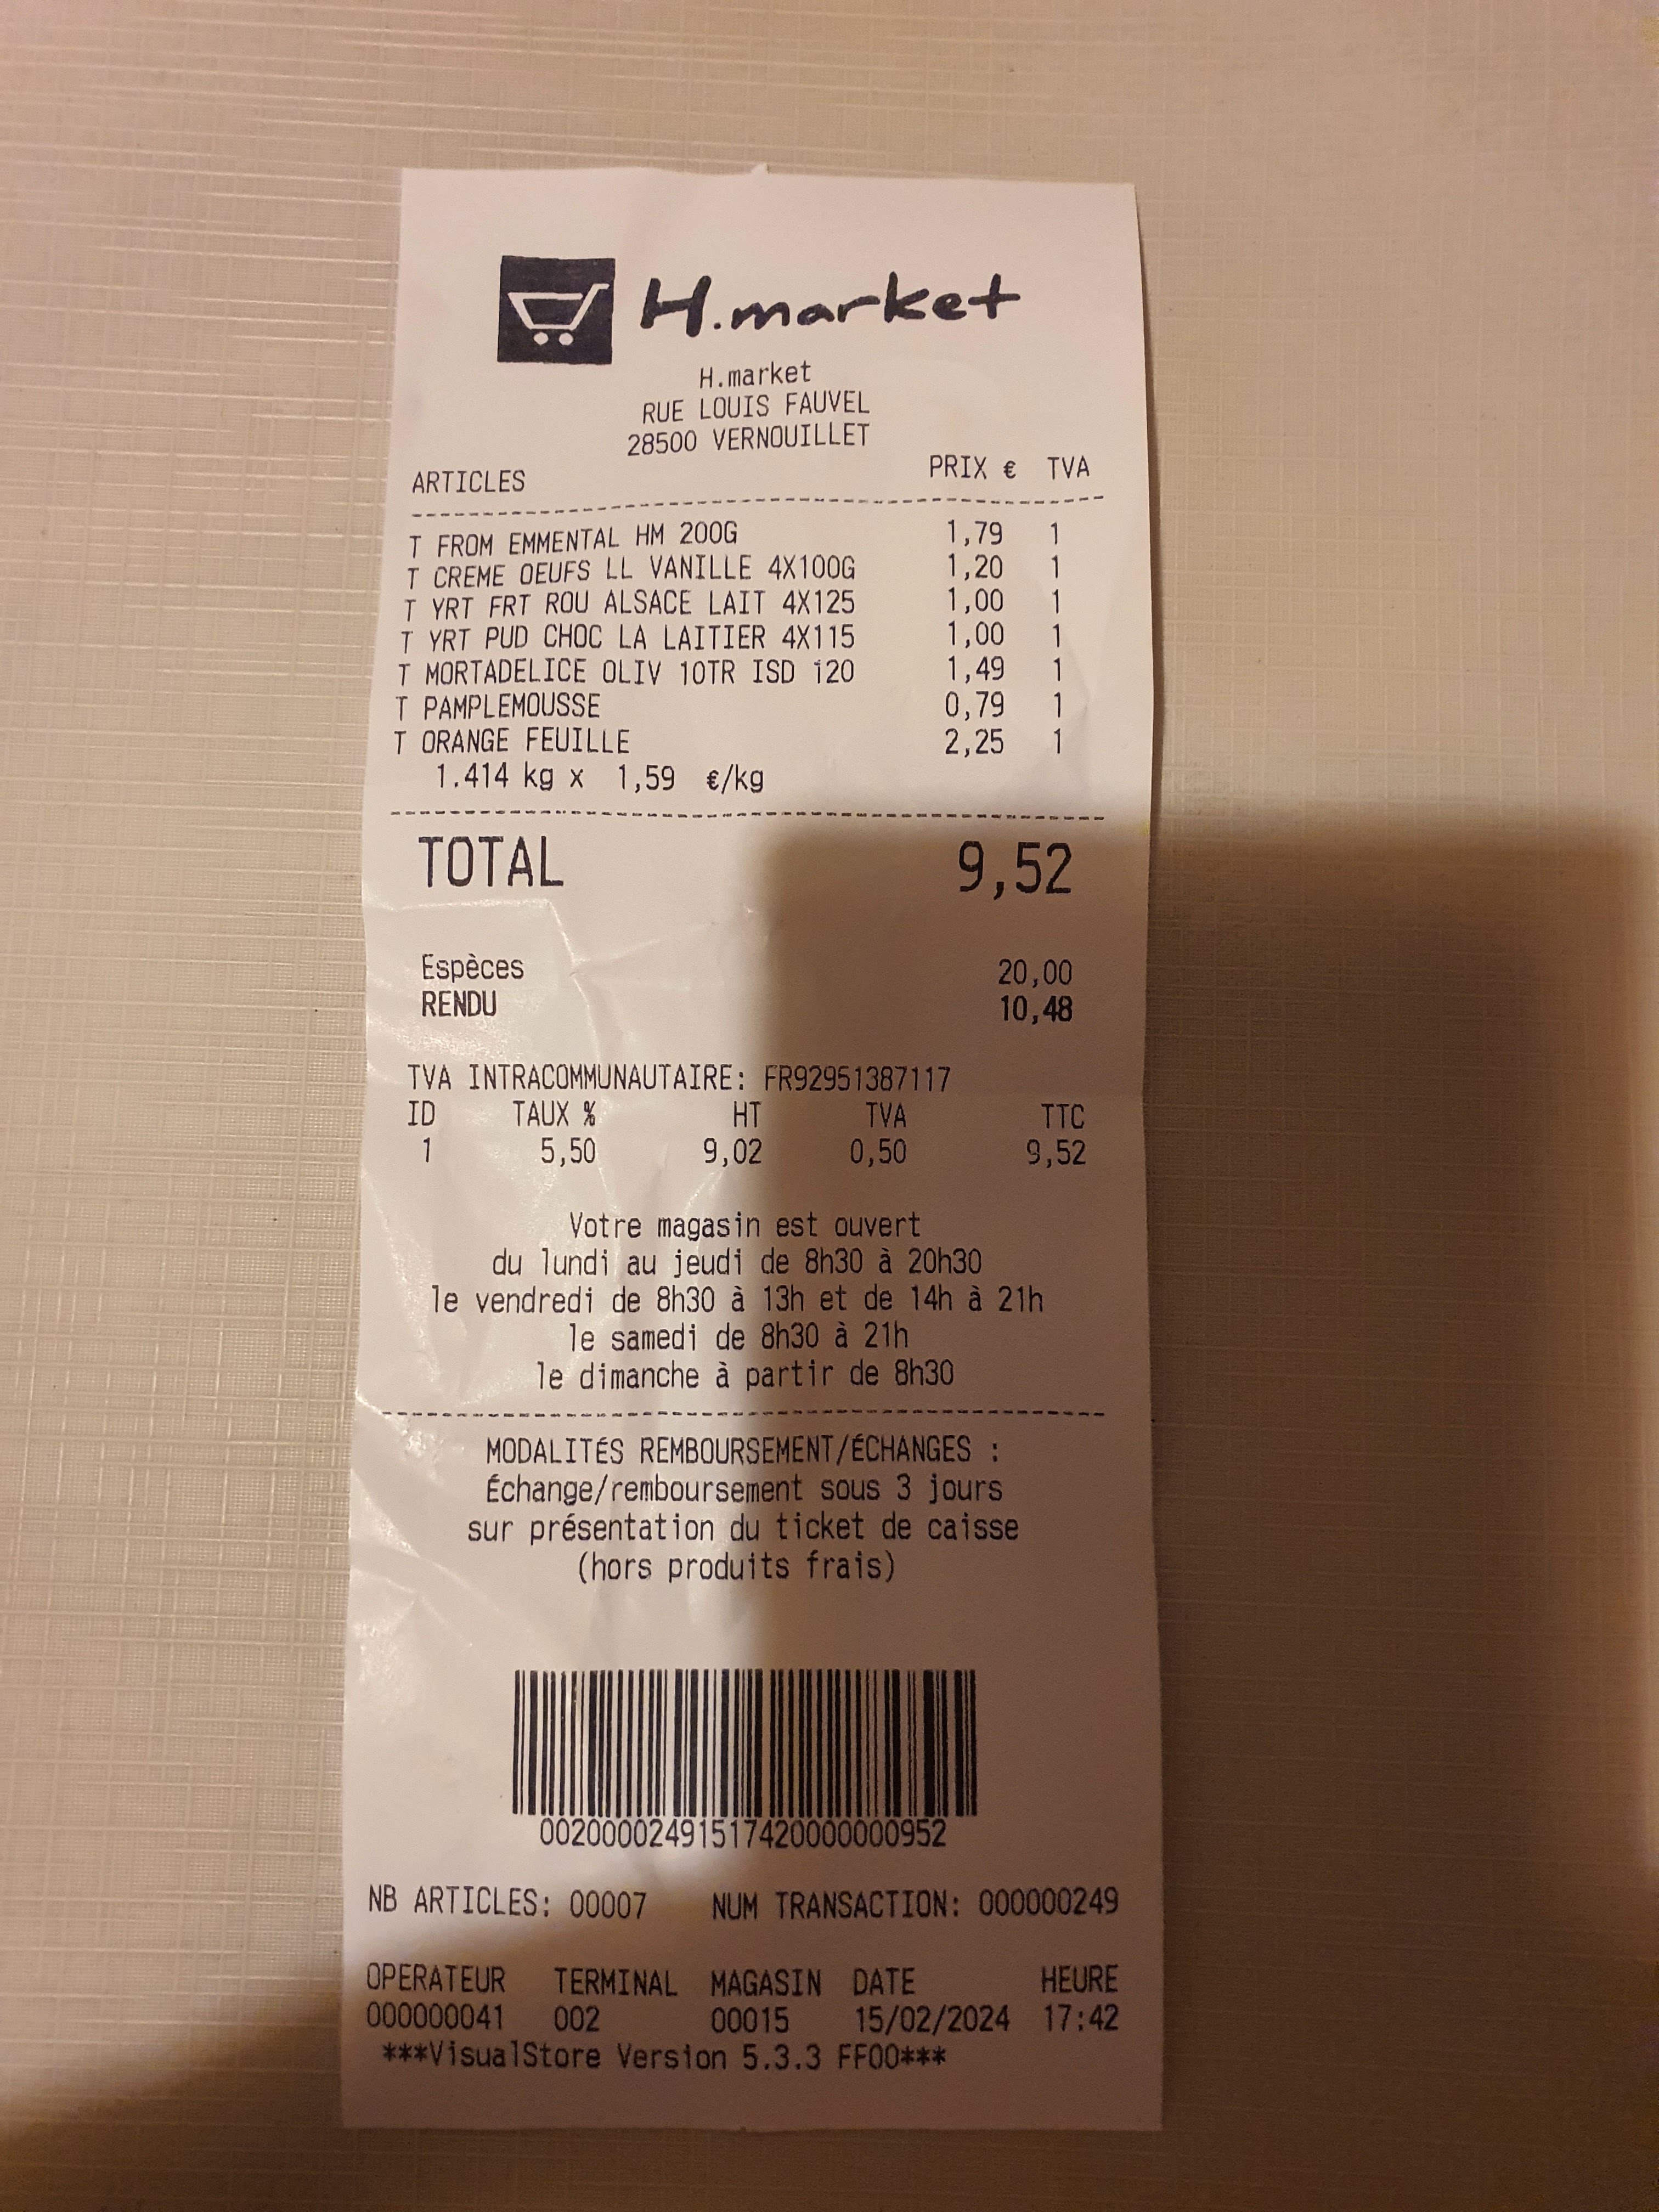 H.market
H.market
RUE LOUIS FAUVEL
28500 VERNOUILLET
ARTICLES PRIX € TVA
T FROM EMMENTAL HM 200G 1,79 1
T CREME OEUFS LL VANILLE 4X100G 1,20 1
T YRT FRT ROU ALSACE LAIT 4X125 1,00 1
T YRT PUD CHOC LA LAITIER 4X115 1,00 1
T MORTADELICE OLIV 10TR ISD 120 1,49 1
T PAMPLEMOUSSE 0,79 1
T ORANGE FEUILLE 2,25 1
1.414 kg x 1,59 €/kg
TOTAL 9,52
Espèces 20,00
RENDU 10,48
TVA INTRACOMMUNAUTAIRE: FR92951387117
ID TAUX % HT TVA TTC
1 5,50 9,02 0,50 9,52
Votre magasin est ouvert
du lundi au jeudi de 8h30 à 20h30
le vendredi de 8h30 à 13h et de 14h à 21h
le samedi de 8h30 à 21h
le dimanche à partir de 8h30
MODALITÉS REMBOURSEMENT/ÉCHANGES :
Échange/remboursement sous 3 jours
sur présentation du ticket de caisse
(hors produits frais)
00200002491517420000000952
NB ARTICLES: 00007 NUM TRANSACTION: 000000249
OPERATEUR TERMINAL MAGASIN DATE HEURE
000000041 002 00015 15/02/2024 17:42
***VisualStore Version 5.3.3 FF00***